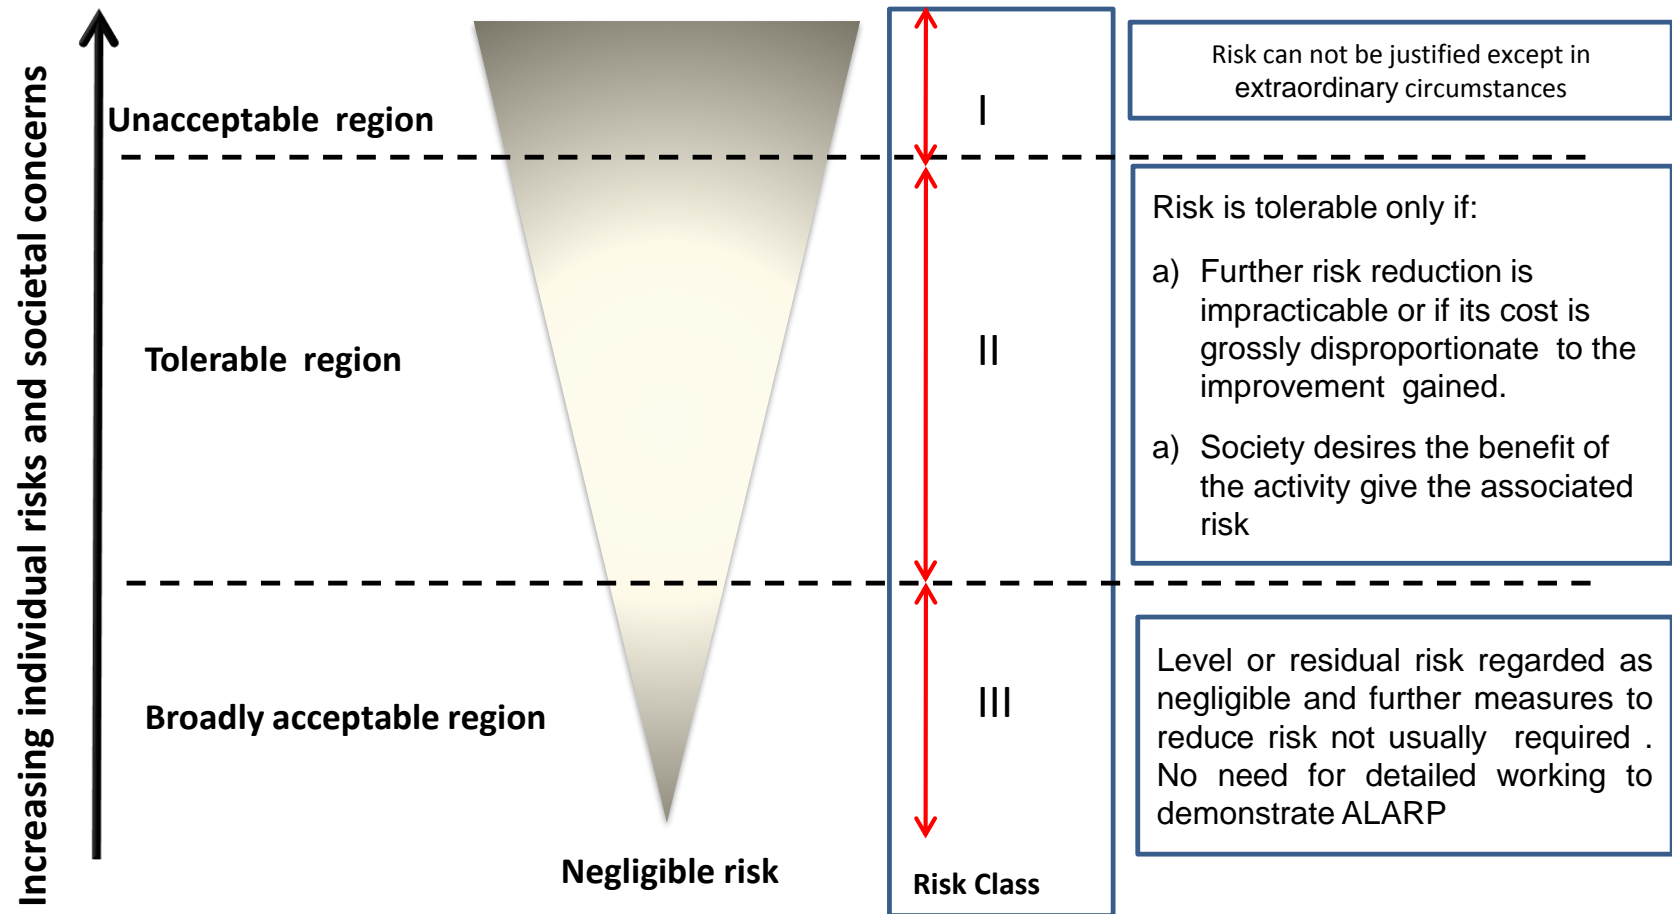 Increasing individual risks and societal concerns
Unacceptable region
Tolerable region
Broadly acceptable region
Negligible risk
I
II
III
Risk Class
Risk can not be justified except in
extraordinary circumstances
Risk is tolerable only if:
a) Further risk reduction is
impracticable or if its cost is
grossly disproportionate to the
improvement gained.
a) Society desires the benefit of
the activity give the associated
risk
Level or residual risk regarded as
negligible and further measures to
reduce risk not usually required .
No need for detailed working to
demonstrate ALARP